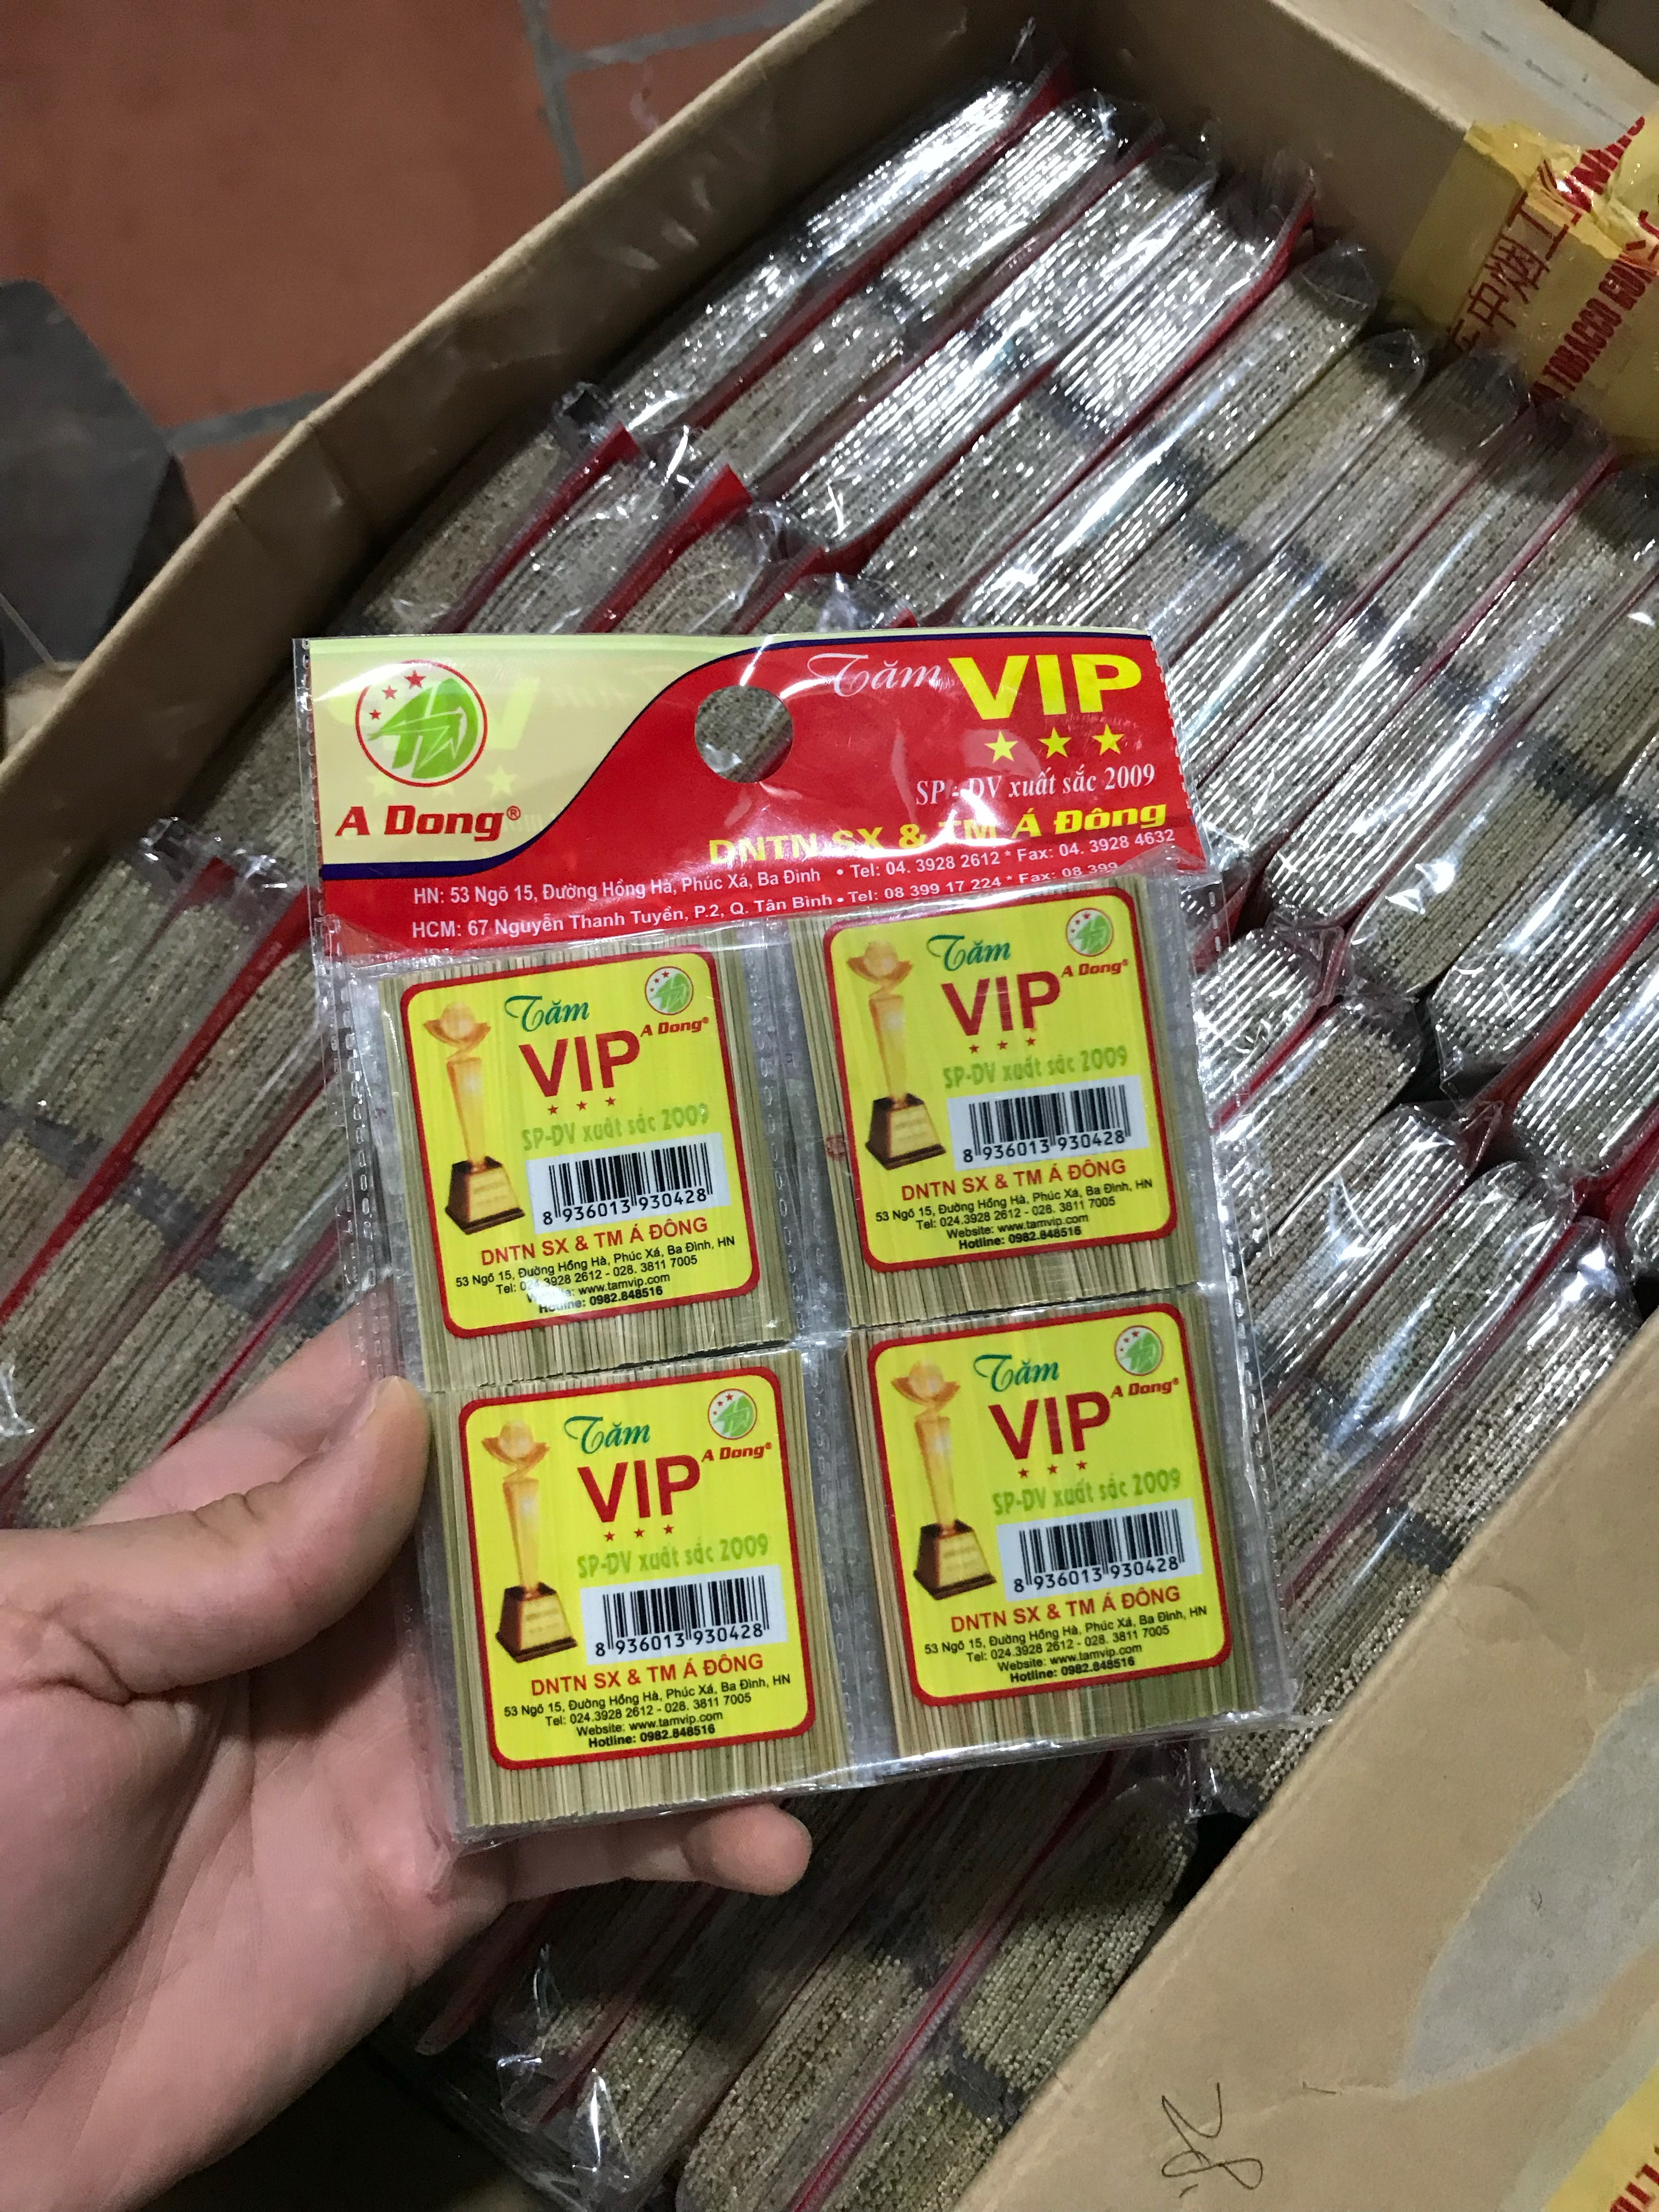 A Dong®
Tăm VIP
SP - DV xuất sắc 2009
DNTN SX & TM Á Đông
HN: 53 Ngõ 15, Đường Hồng Hà, Phúc Xá, Ba Đình • Tel: 04. 3928 2612 * Fax: 04. 3928 4632
HCM: 67 Nguyễn Thanh Tuyền, P.2, Q. Tân Bình • Tel: 08 399 17 224 * Fax: 08 399
Tăm
VIP
A Dong®
SP-DV xuất sắc 2009
8 936013 930428
DNTN SX & TM Á ĐÔNG
53 Ngõ 15, Đường Hồng Hà, Phúc Xá, Ba Đình, HN
Tel: 024.3928 2612 - 028. 3811 7005
Website: www.tamvip.com
Hotline: 0982.848516
Tăm
VIP
A Dong®
SP-DV xuất sắc 2009
8 936013 930428
DNTN SX & TM Á ĐÔNG
53 Ngõ 15, Đường Hồng Hà, Phúc Xá, Ba Đình, HN
Tel: 024.3928 2612 - 028. 3811 7005
Website: www.tamvip.com
Hotline: 0982.848516
Tăm
VIP
A Dong®
SP-DV xuất sắc 2009
8 936013 930428
DNTN SX & TM Á ĐÔNG
53 Ngõ 15, Đường Hồng Hà, Phúc Xá, Ba Đình, HN
Tel: 024.3928 2612 - 028. 3811 7005
Website: www.tamvip.com
Hotline: 0982.848516
Tăm
VIP
A Dong®
SP-DV xuất sắc 2009
8 936013 930428
DNTN SX & TM Á ĐÔNG
53 Ngõ 15, Đường Hồng Hà, Phúc Xá, Ba Đình, HN
Tel: 024.3928 2612 - 028. 3811 7005
Website: www.tamvip.com
Hotline: 0982.848516
中烟工
TOBACCO